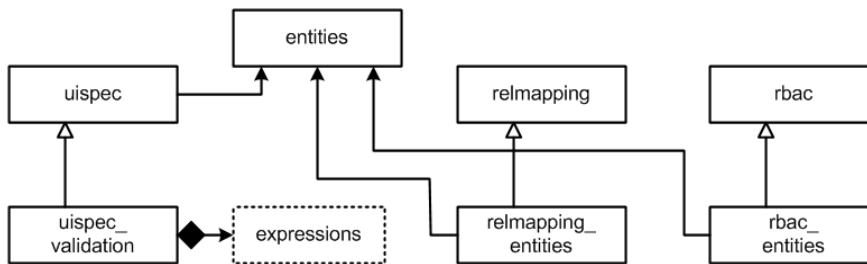 entities
uispec
relmapping
rbac
uispec_
validation
expressions
relmapping_
entities
rbac_
entities